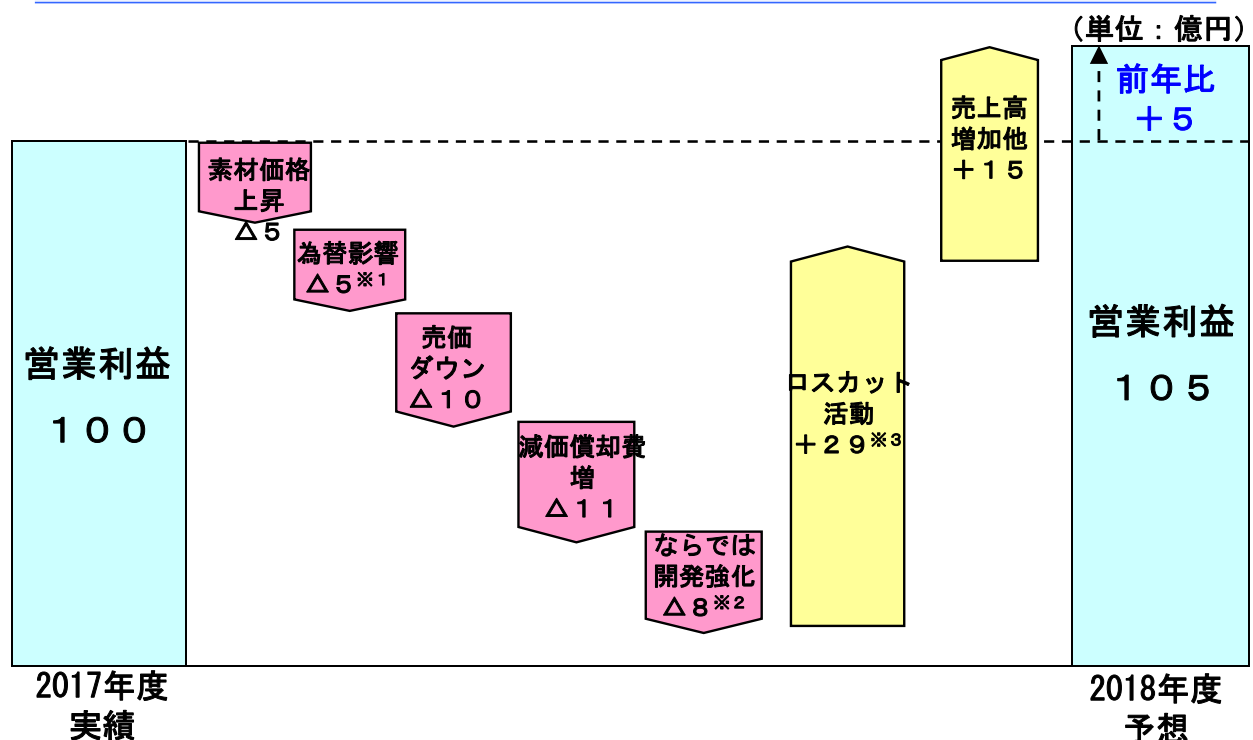 （単位：億円）
前年比
＋５
営業利益
１００
素材価格
上昇
△５
為替影響
△５※１
売価
ダウン
△１０
減価償却費
増
△１１
ならでは
開発強化
△８※２
ロスカット
活動
＋２９※３
売上高
増加他
＋１５
営業利益
１０５
2017年度
実績
2018年度
予想